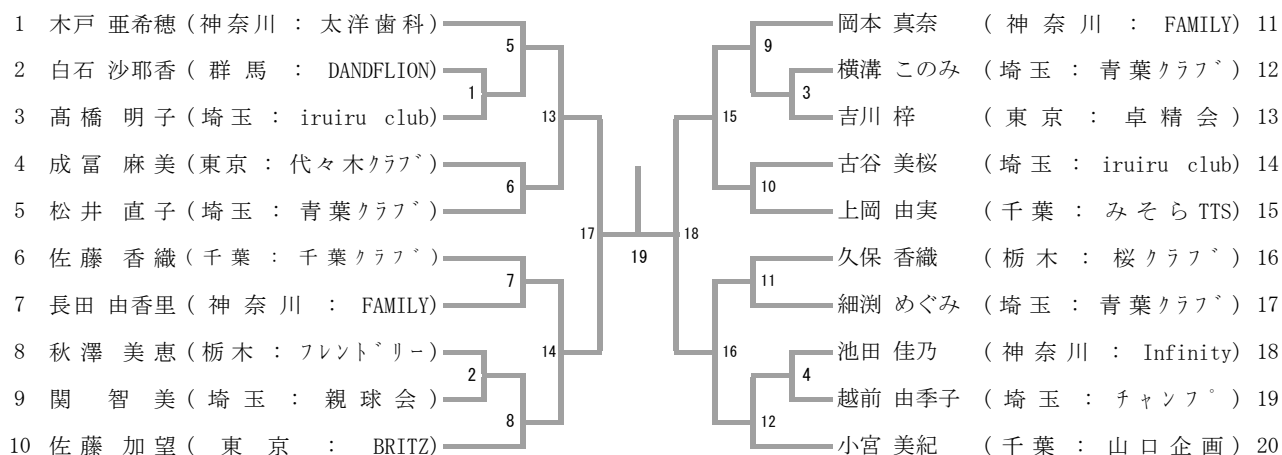 1 木戸 亜希穂 (神奈川 : 太洋歯科)
2 白石 沙耶香 (群馬 : DANDFLION)
3 髙橋 明子 (埼玉 : iruiru club)
4 成冨 麻美 (東京 : 代々木クラブ)
5 松井 直子 (埼玉 : 青葉クラブ)
6 佐藤 香織 (千葉 : 千葉クラブ)
7 長田 由香里 (神奈川 : FAMILY)
8 秋澤 美恵 (栃木 : フレンドリー)
9 関 智美 (埼玉 : 親球会)
10 佐藤 加望 (東京 : BRITZ)
5
1
13
6
17
7
14
2
8
19
9
3
15
10
18
11
16
4
12
岡本 真奈 (神奈川 : FAMILY) 11
横溝 このみ (埼玉 : 青葉クラブ) 12
吉川 梓 (東京 : 卓精会) 13
古谷 美桜 (埼玉 : iruiru club) 14
上岡 由実 (千葉 : みそらTTS) 15
久保 香織 (栃木 : 桜クラブ) 16
細渕 めぐみ (埼玉 : 青葉クラブ) 17
池田 佳乃 (神奈川 : Infinity) 18
越前 由季子 (埼玉 : チャンプ) 19
小宮 美紀 (千葉 : 山口企画) 20